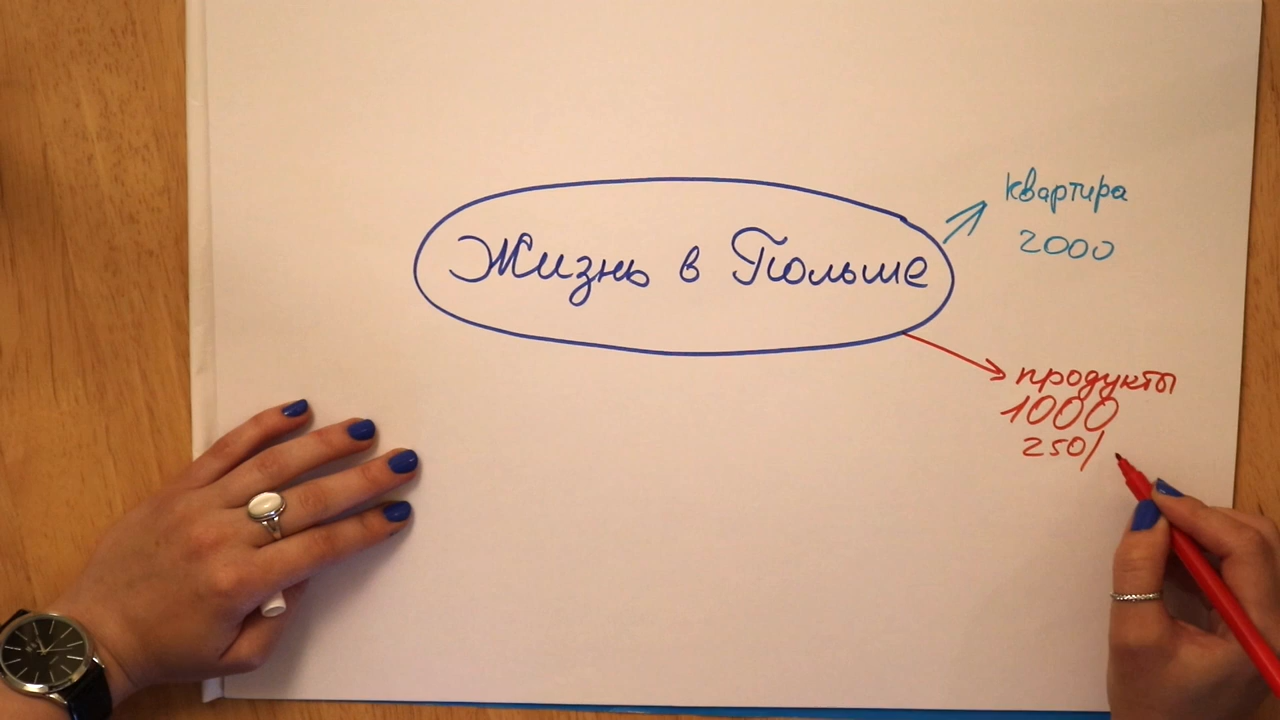 Жизнь в Польше
квартира
2000
продукты
1000
250/